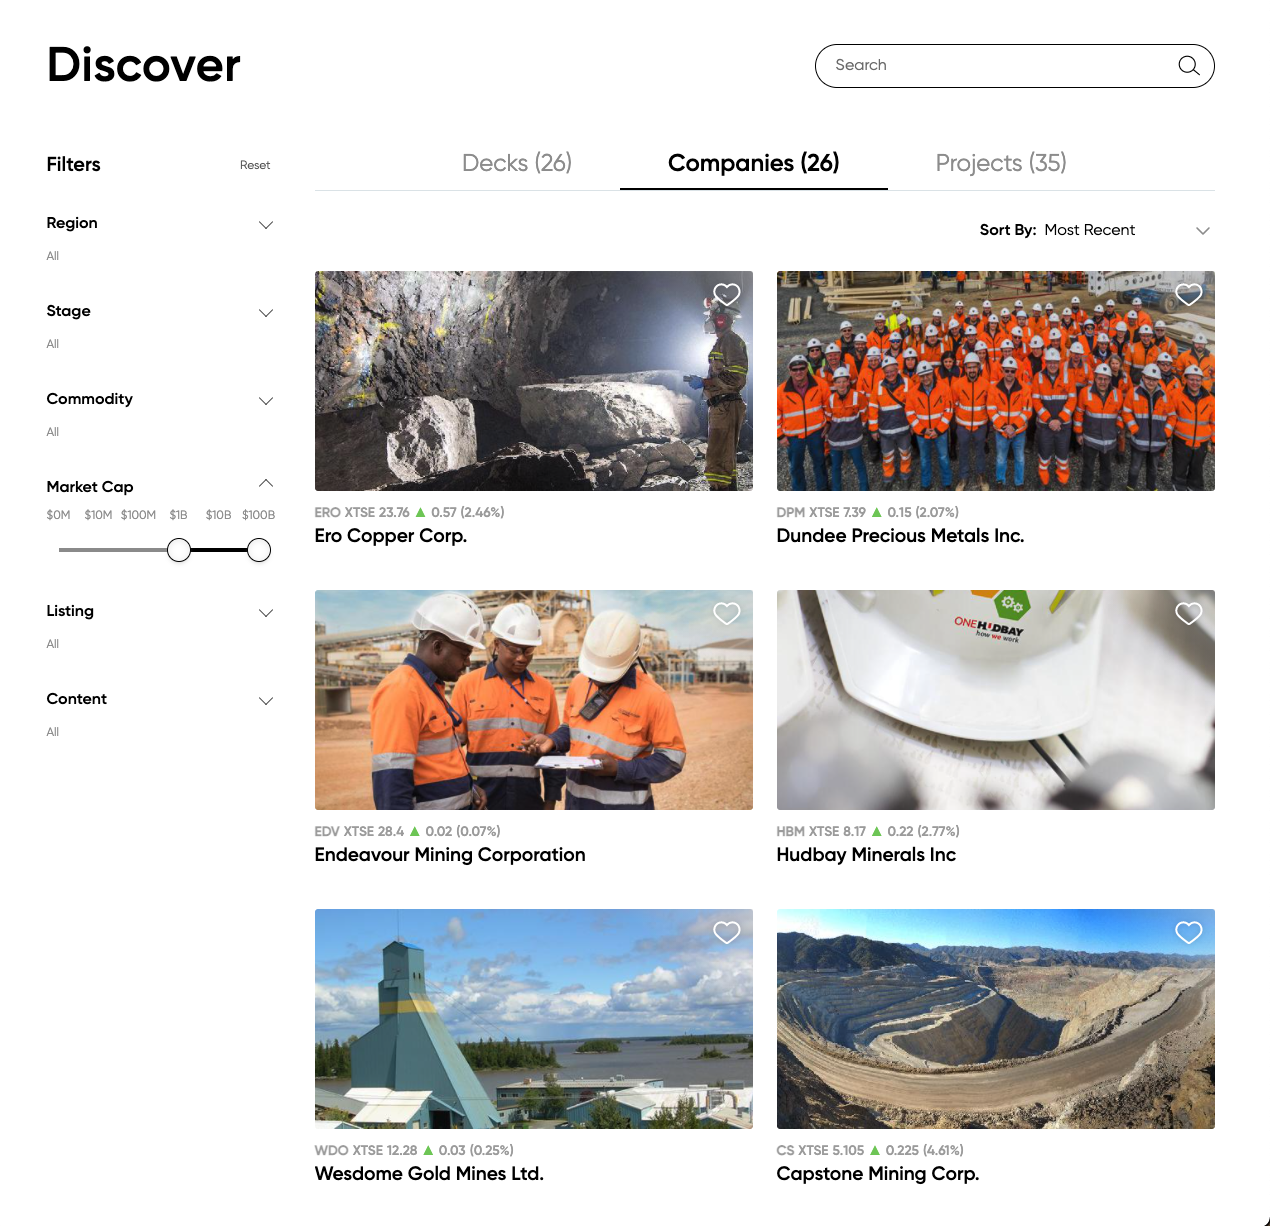 Discover
Search
Filters
Reset
Decks (26)
Companies (26)
Projects (35)
Region
All
Sort By: Most Recent
Stage
All
Commodity
All
Market Cap
$0M $10M $100M $1B $10B $100B
Listing
All
Content
All
ERO XTSE 23.76 ▲ 0.57 (2.46%)
Ero Copper Corp.
DPM XTSE 7.39 ▲ 0.15 (2.07%)
Dundee Precious Metals Inc.
EDV XTSE 28.4 ▲ 0.02 (0.07%)
Endeavour Mining Corporation
ONEHUDBAY
how we work
HBM XTSE 8.17 ▲ 0.22 (2.77%)
Hudbay Minerals Inc
WDO XTSE 12.28 ▲ 0.03 (0.25%)
Wesdome Gold Mines Ltd.
CS XTSE 5.105 ▲ 0.225 (4.61%)
Capstone Mining Corp.